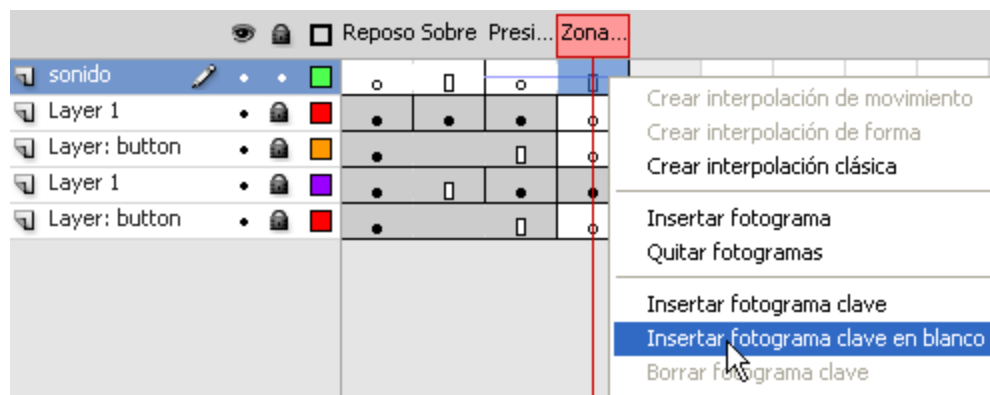 Reposo Sobre Presi... Zona...
sonido
Layer 1
Layer: button
Layer 1
Layer: button
Crear interpolación de movimiento
Crear interpolación de forma
Crear interpolación clásica
Insertar fotograma
Quitar fotogramas
Insertar fotograma clave
Insertar fotograma clave en blanco
Borrar fotograma clave